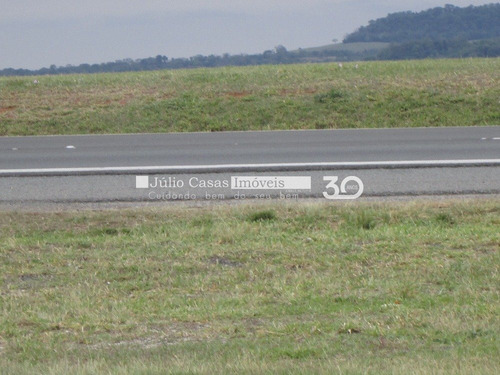 Júlio Casas Imóveis 30
Cuidando bem do seu bem!